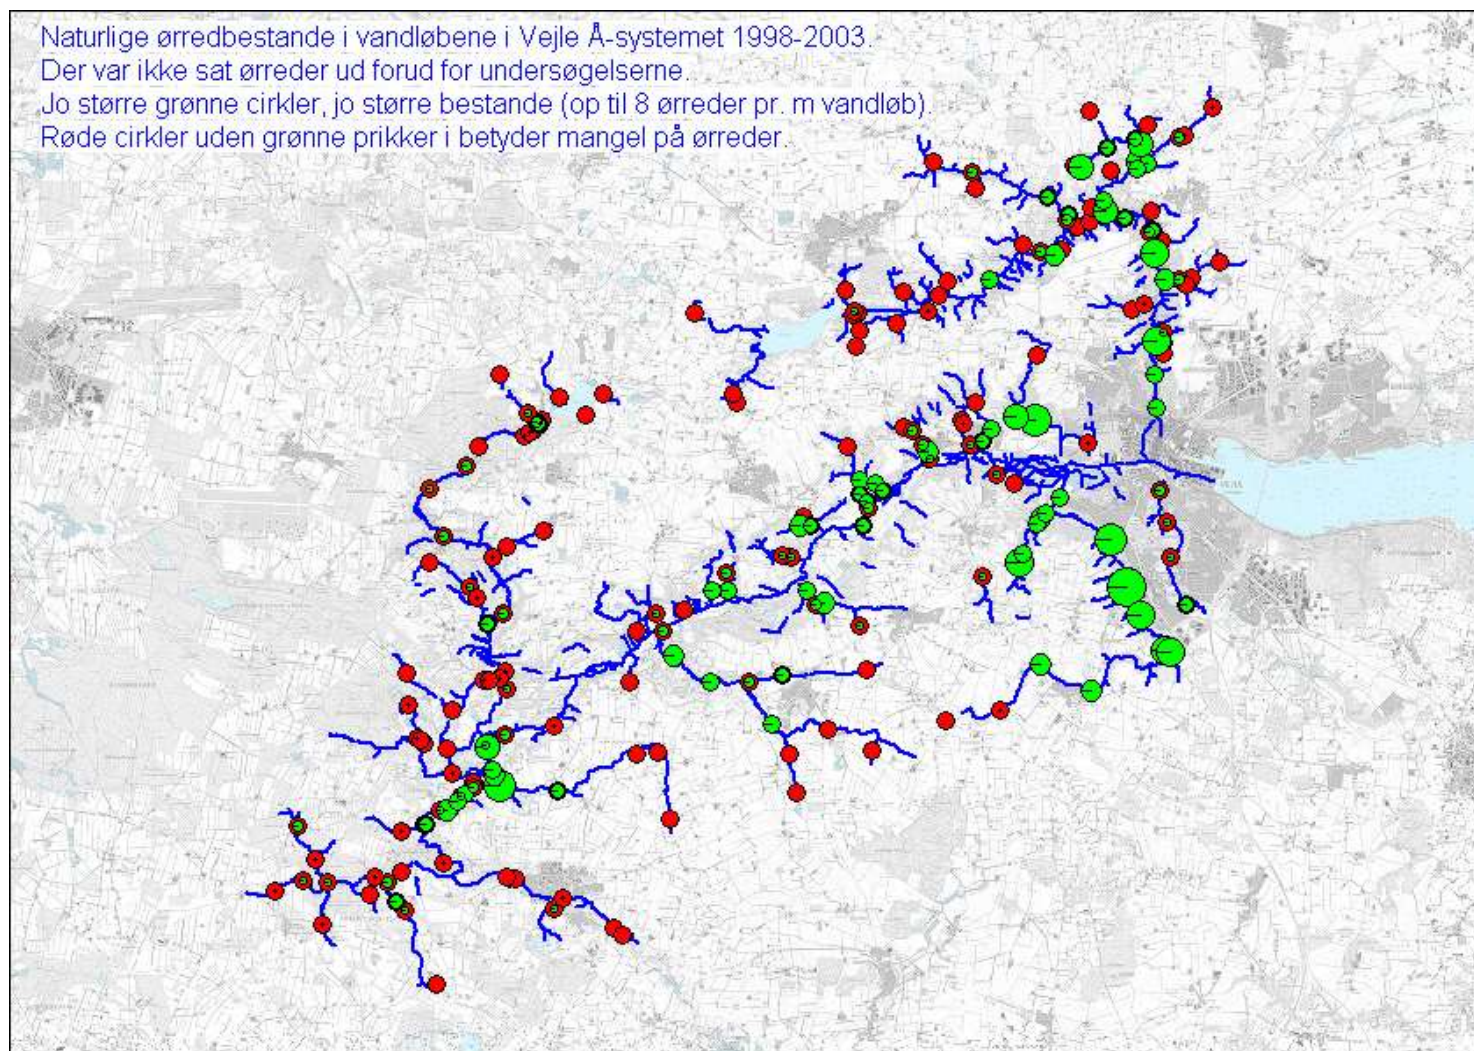 Naturlige ørredbestande i vandløbene i Vejle Å-systemet 1998-2003.
Der var ikke sat ørreder ud forud for undersøgelserne.
Jo større grønne cirkler, jo større bestande (op til 8 ørreder pr. m vandløb).
Røde cirkler uden grønne prikker i betyder mangel på ørreder.